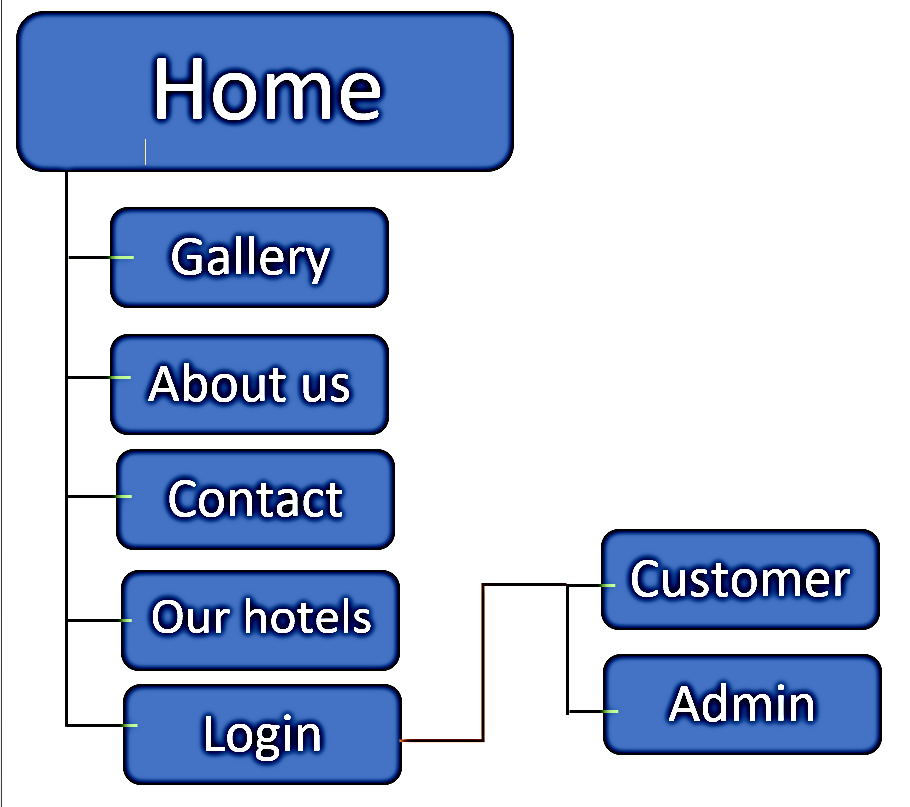 Home
Gallery
About us
Contact
Our hotels
Login
Customer
Admin